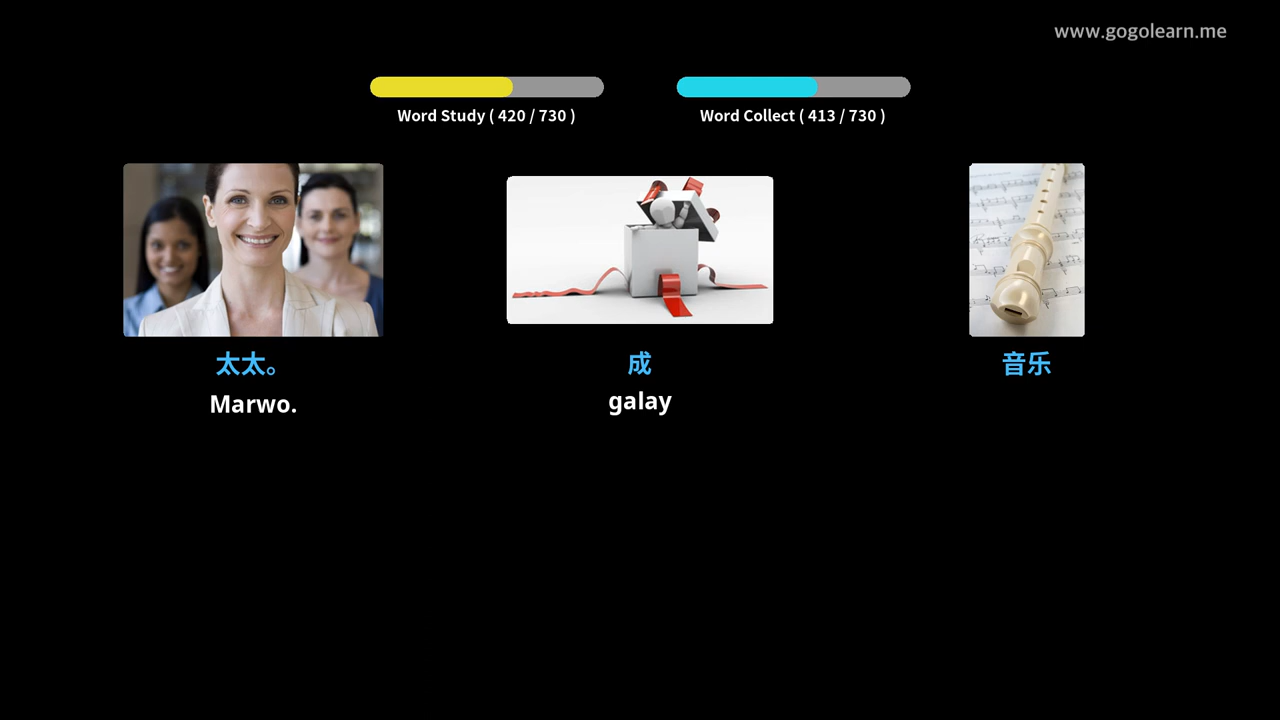 www.gogolearn.me
Word Study ( 420 / 730 )
Word Collect ( 413 / 730 )
太太。
成
音乐
Marwo.
galay